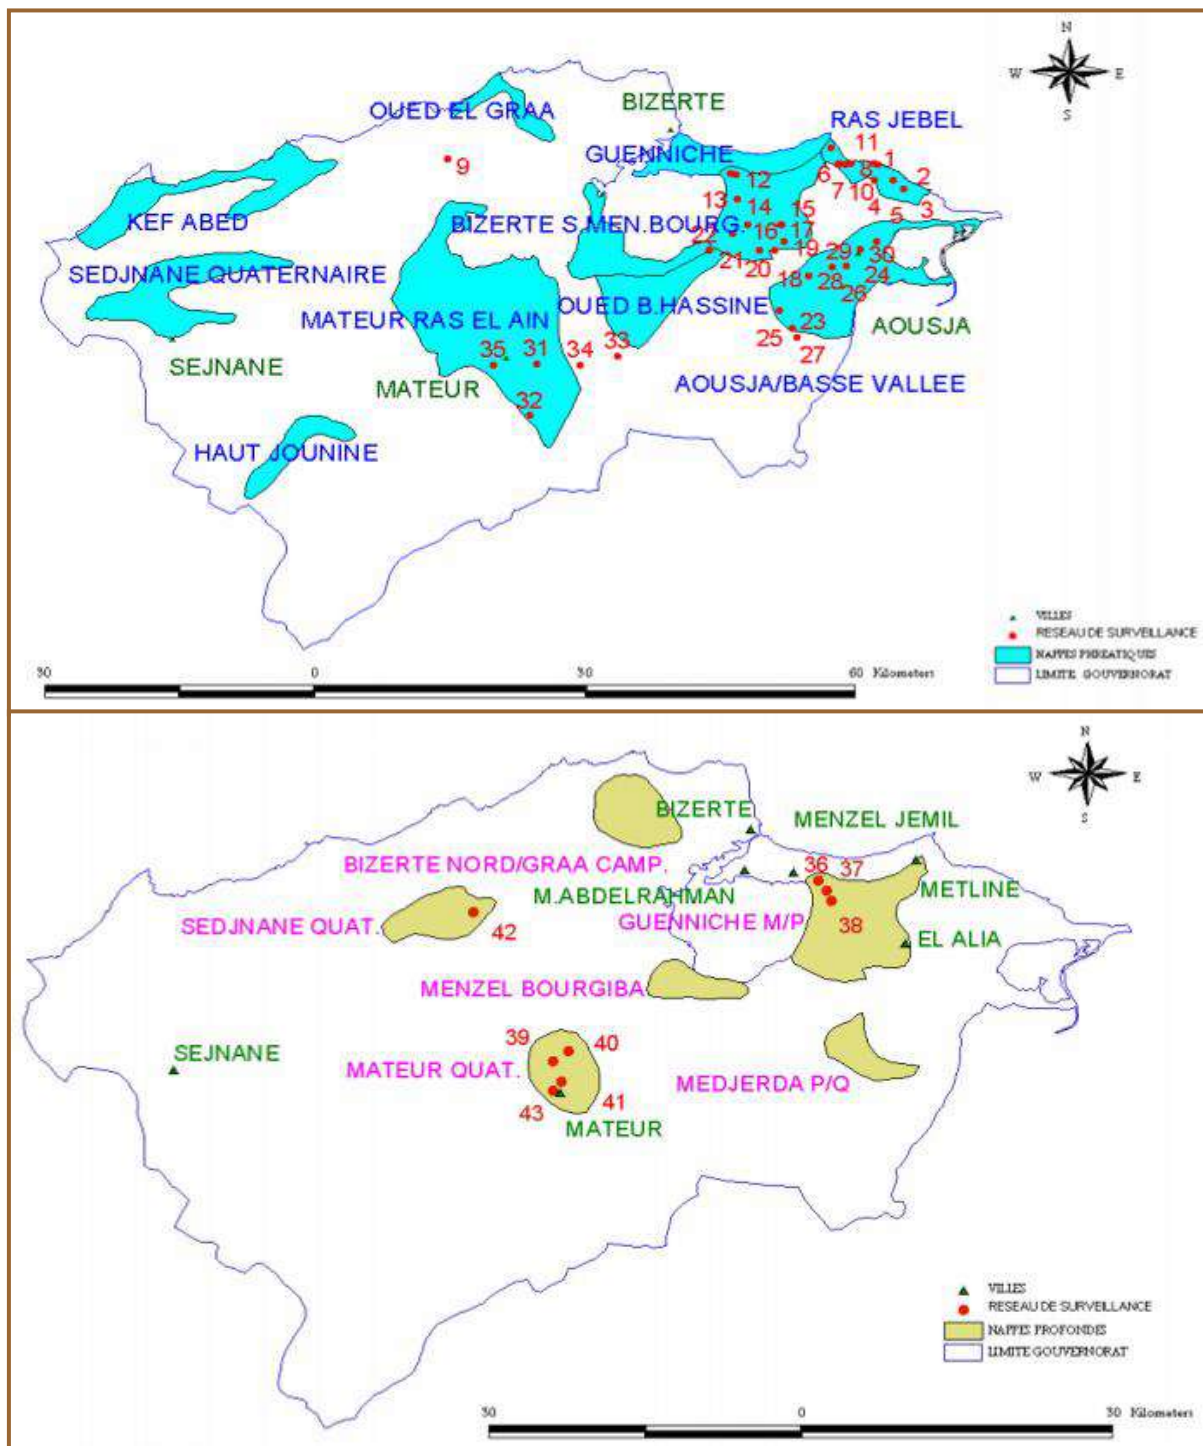 N
W E
S
BIZERTE
OUED EL GRAA
RAS JEBEL
11
GUENNICHE
1
9
12
6
8
2
7
10
13
4
3
KEF ABED
14
15
5
BIZERTE S.MEN.BOURG.
16
17
22
29
30
19
SEDJNANE QUATERNAIRE
21
20
18
28
24
26
OUED B.HASSINE
MATEUR RAS EL AIN
23
AOUSJA
25
27
33
35
31
34
SEJNANE
MATEUR
AOUSJA/BASSE VALLEE
32
HAUT JOUNINE
VILLES
RESEAU DE SURVEILLANCE
NAPPES PHREATIQUES
LIMITE GOUVERNORAT
30 0 30 60 Kilometers
N
W E
S
BIZERTE
MENZEL JEMIL
BIZERTE NORD/GRAA CAMP.
36
37
M.ABDELRAHMAN
METLINE
SEDJNANE QUAT.
GUENNICHE M/P
42
38
EL ALIA
MENZEL BOURGIBA
39
40
SEJNANE
MATEUR QUAT.
MEDJERDA P/Q
43
41
MATEUR
VILLES
RESEAU DE SURVEILLANCE
NAPPES PROFONDES
LIMITE GOUVERNORAT
30 0 30 Kilometers